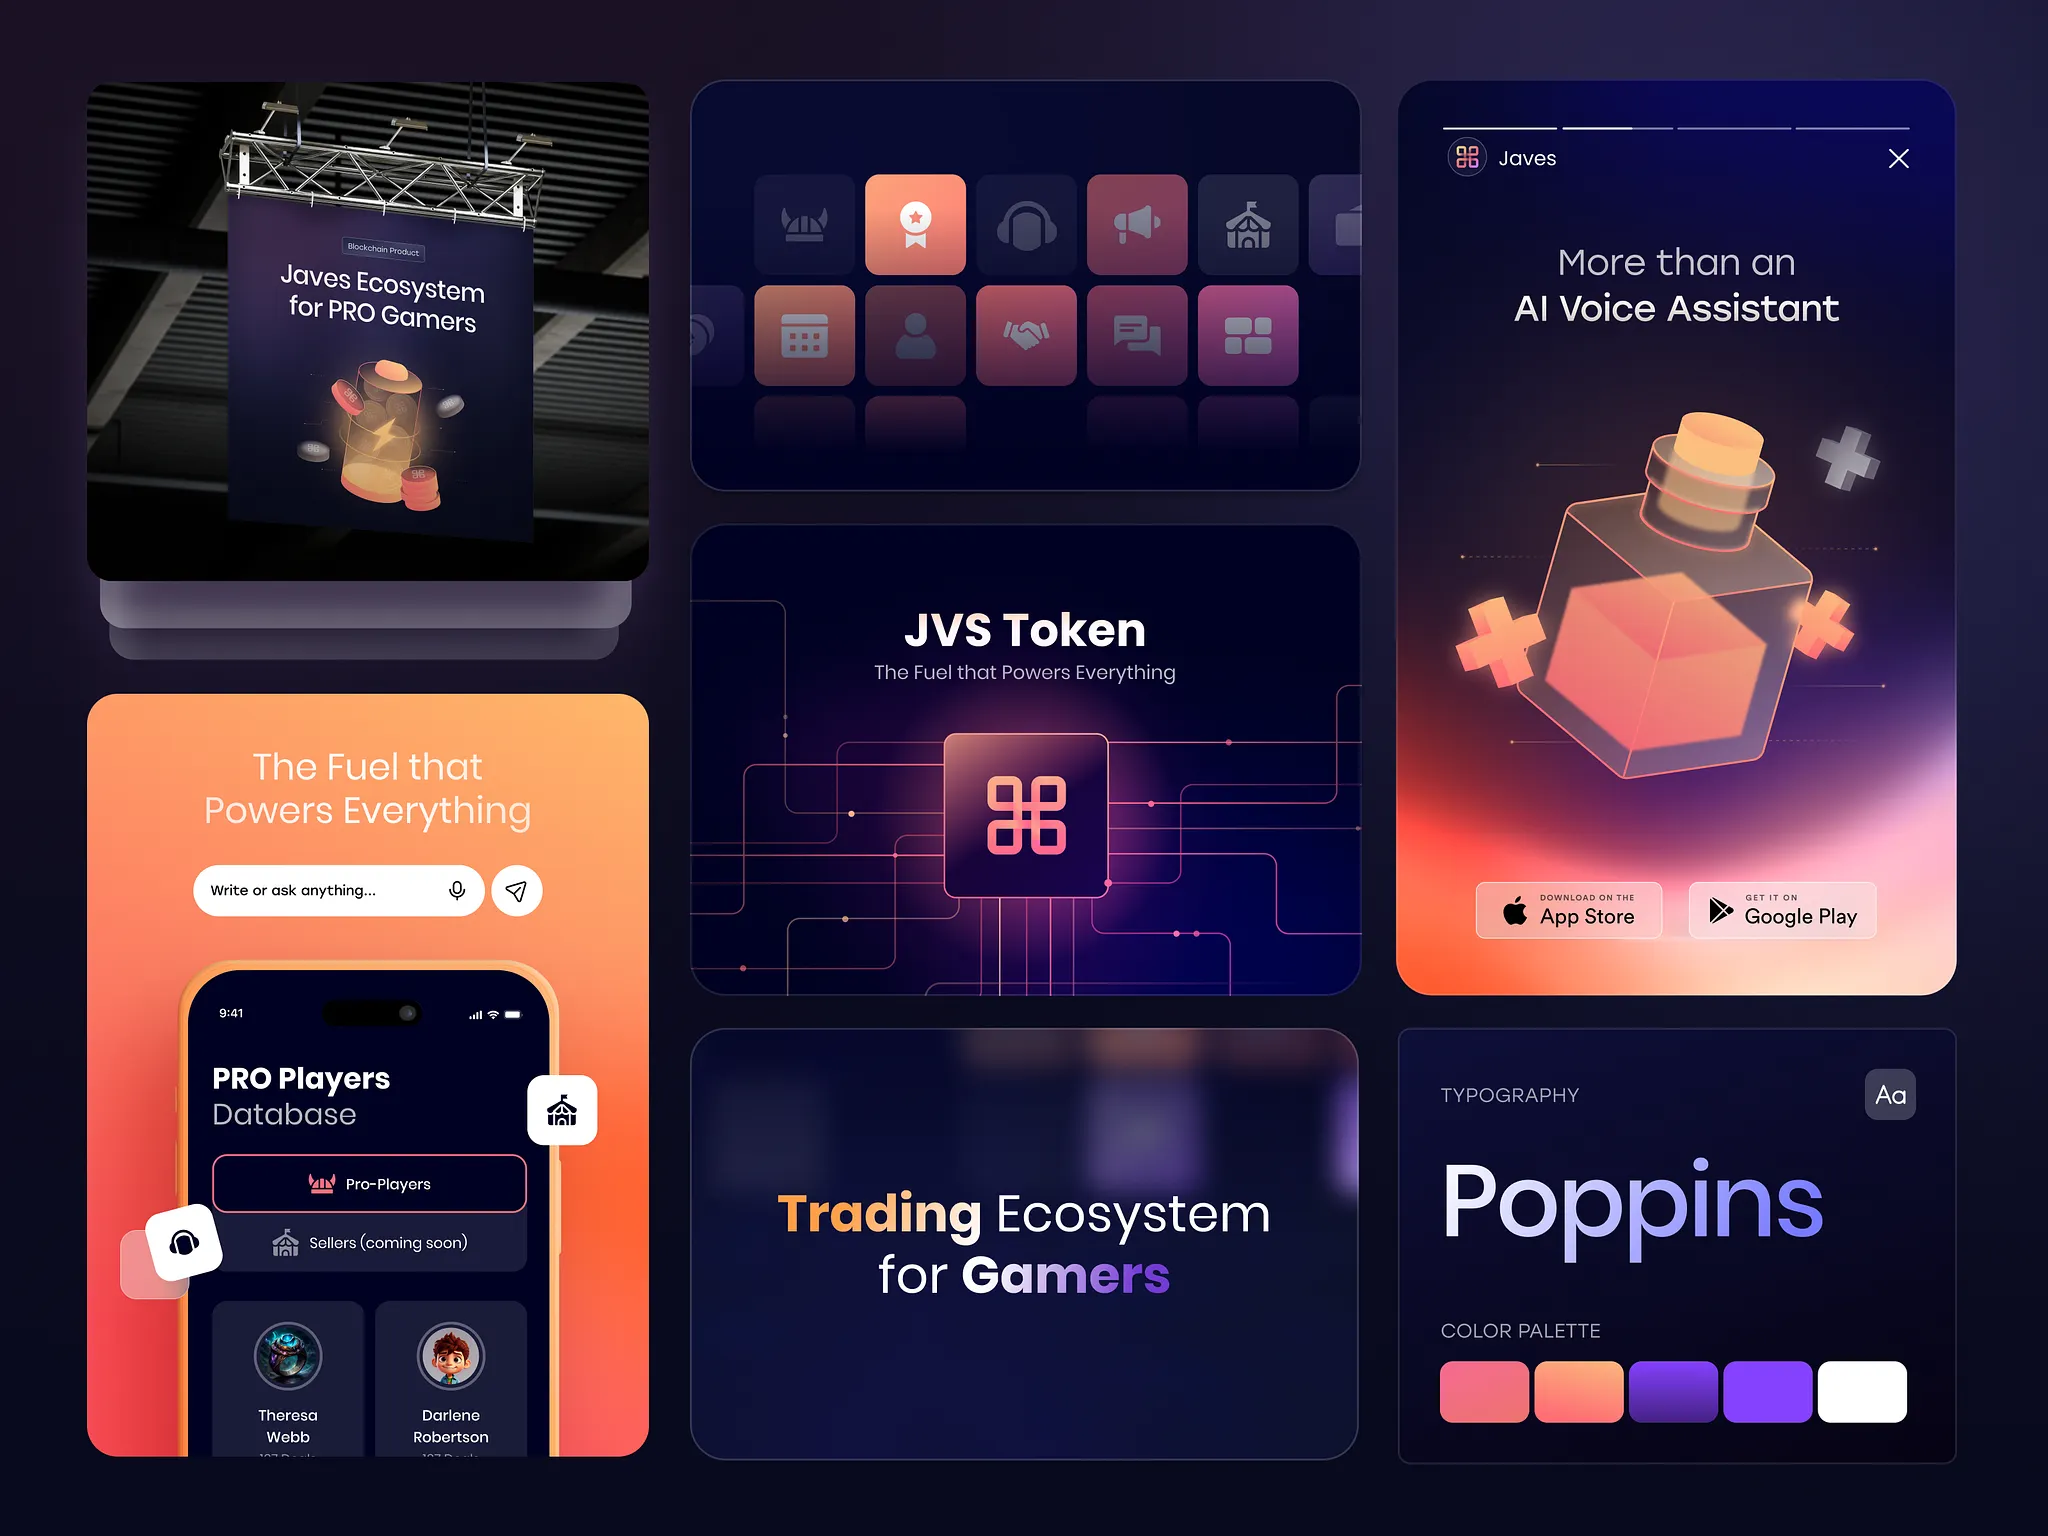 Blockchain Product
Javes Ecosystem
for PRO Gamers
The Fuel that
Powers Everything
Write or ask anything...
9:41
PRO Players
Database
Pro-Players
Sellers (coming soon)
Theresa
Webb
Darlene
Robertson
JVS Token
The Fuel that Powers Everything
Trading Ecosystem
for Gamers
Javes
More than an
AI Voice Assistant
DOWNLOAD ON THE
App Store
GET IT ON
Google Play
TYPOGRAPHY
Aa
Poppins
COLOR PALETTE